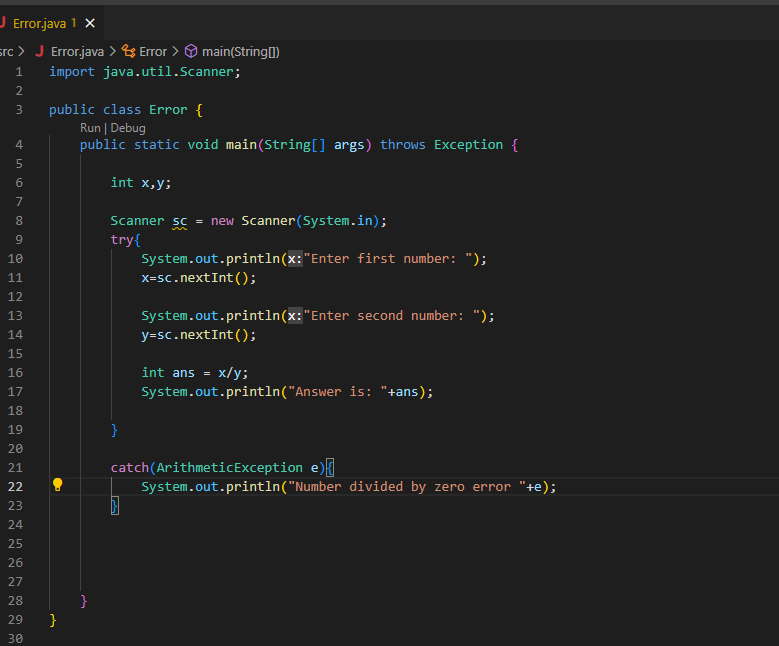 J Error.java 1 ×
src > J Error.java > Error > main(String[])
1 import java.util.Scanner;
2
3 public class Error {
Run | Debug
4 public static void main(String[] args) throws Exception {
5
6 int x,y;
7
8 Scanner sc = new Scanner(System.in);
9 try{
10 System.out.println(x:"Enter first number: ");
11 x=sc.nextInt();
12
13 System.out.println(x:"Enter second number: ");
14 y=sc.nextInt();
15
16 int ans = x/y;
17 System.out.println("Answer is: "+ans);
18
19 }
20
21 catch(ArithmeticException e){
22 System.out.println("Number divided by zero error "+e);
23 }
24
25
26
27
28 }
29 }
30